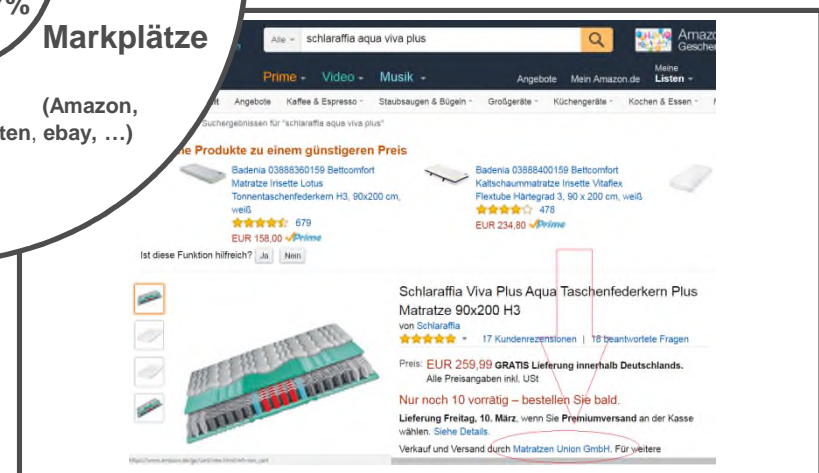 %
Markplätze
(Amazon,
ten, ebay, …)
Alle
schlaraffia aqua viva plus
Amazo
Gescher
Prime
Video
Musik
Angebote
Mein Amazon.de
Meine
Listen
Angebote
Kaffee & Espresso
Staubsaugen & Bügeln
Großgeräte
Küchengeräte
Kochen & Essen
Suchergebnissen für "schlaraffia aqua viva plus"
ne Produkte zu einem günstigeren Preis
Badenia 03888360159 Bettcomfort
Matratze Irisette Lotus
Tonnentaschenfederkern H3, 90x200 cm,
weiß
679
EUR 158,00 Prime
Badenia 03888400159 Bettcomfort
Kaltschaummatratze Irisette Vitaflex
Flextube Härtegrad 3, 90 x 200 cm, weiß
478
EUR 234,80 Prime
Ist diese Funktion hilfreich? Ja Nein
Schlaraffia Viva Plus Aqua Taschenfederkern Plus
Matratze 90x200 H3
von Schlaraffia
17 Kundenrezensionen | 18 beantwortete Fragen
Preis: EUR 259,99 GRATIS Lieferung innerhalb Deutschlands.
Alle Preisangaben inkl. USt
Nur noch 10 vorrätig – bestellen Sie bald.
Lieferung Freitag, 10. März, wenn Sie Premiumversand an der Kasse
wählen. Siehe Details.
Verkauf und Versand durch Matratzen Union GmbH. Für weitere